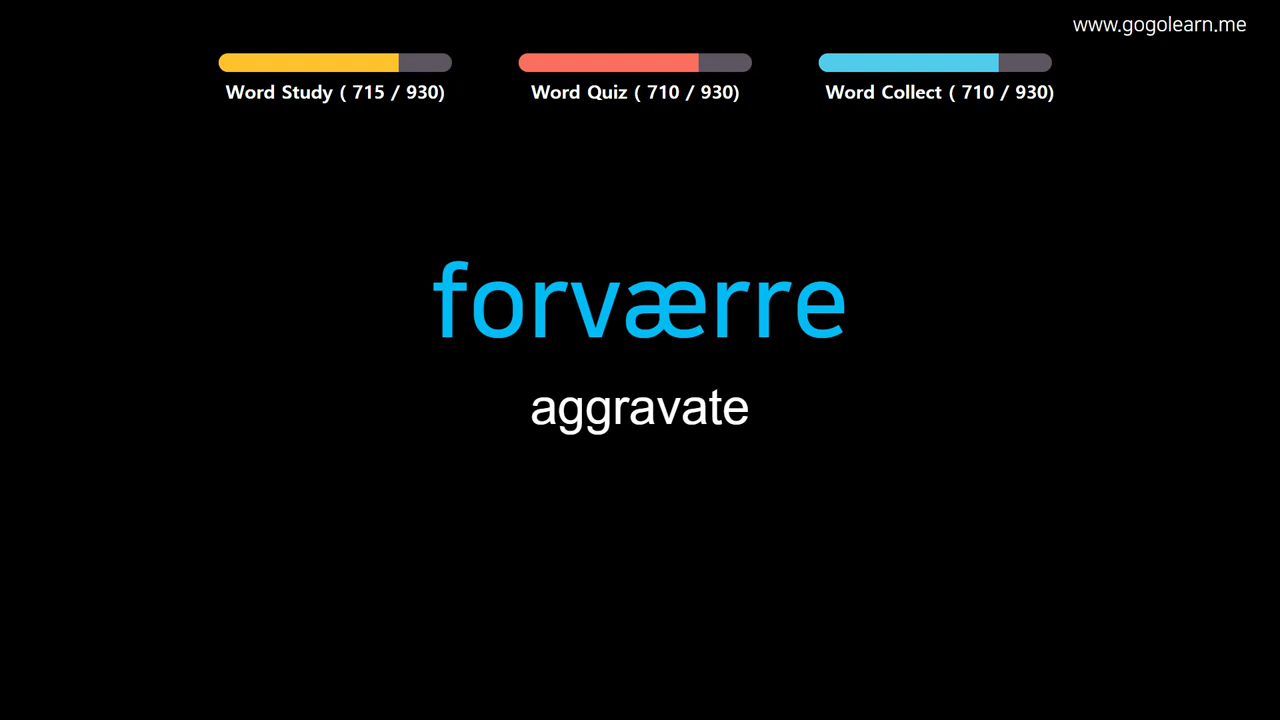 www.gogolearn.me
Word Study ( 715 / 930)
Word Quiz ( 710 / 930)
Word Collect ( 710 / 930)
forværre
aggravate